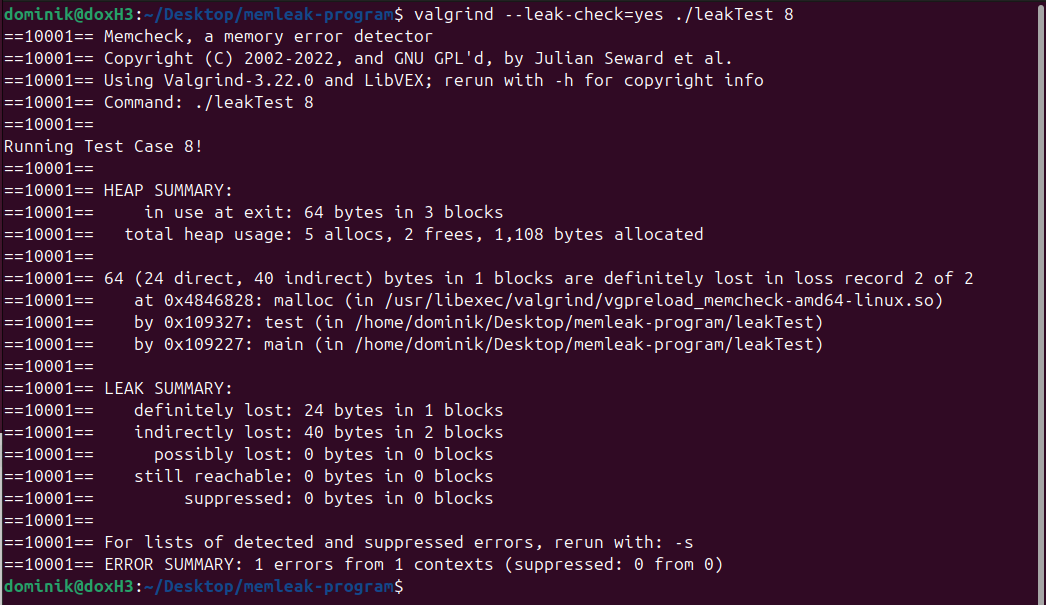 dominik@doxH3:~/Desktop/memleak-program$ valgrind --leak-check=yes ./leakTest 8
==10001== Memcheck, a memory error detector
==10001== Copyright (C) 2002-2022, and GNU GPL'd, by Julian Seward et al.
==10001== Using Valgrind-3.22.0 and LibVEX; rerun with -h for copyright info
==10001== Command: ./leakTest 8
==10001==
Running Test Case 8!
==10001==
==10001== HEAP SUMMARY:
==10001==     in use at exit: 64 bytes in 3 blocks
==10001==   total heap usage: 5 allocs, 2 frees, 1,108 bytes allocated
==10001==
==10001== 64 (24 direct, 40 indirect) bytes in 1 blocks are definitely lost in loss record 2 of 2
==10001==    at 0x4846828: malloc (in /usr/libexec/valgrind/vgpreload_memcheck-amd64-linux.so)
==10001==    by 0x109327: test (in /home/dominik/Desktop/memleak-program/leakTest)
==10001==    by 0x109227: main (in /home/dominik/Desktop/memleak-program/leakTest)
==10001==
==10001== LEAK SUMMARY:
==10001==    definitely lost: 24 bytes in 1 blocks
==10001==    indirectly lost: 40 bytes in 2 blocks
==10001==      possibly lost: 0 bytes in 0 blocks
==10001==    still reachable: 0 bytes in 0 blocks
==10001==         suppressed: 0 bytes in 0 blocks
==10001==
==10001== For lists of detected and suppressed errors, rerun with: -s
==10001== ERROR SUMMARY: 1 errors from 1 contexts (suppressed: 0 from 0)
dominik@doxH3:~/Desktop/memleak-program$